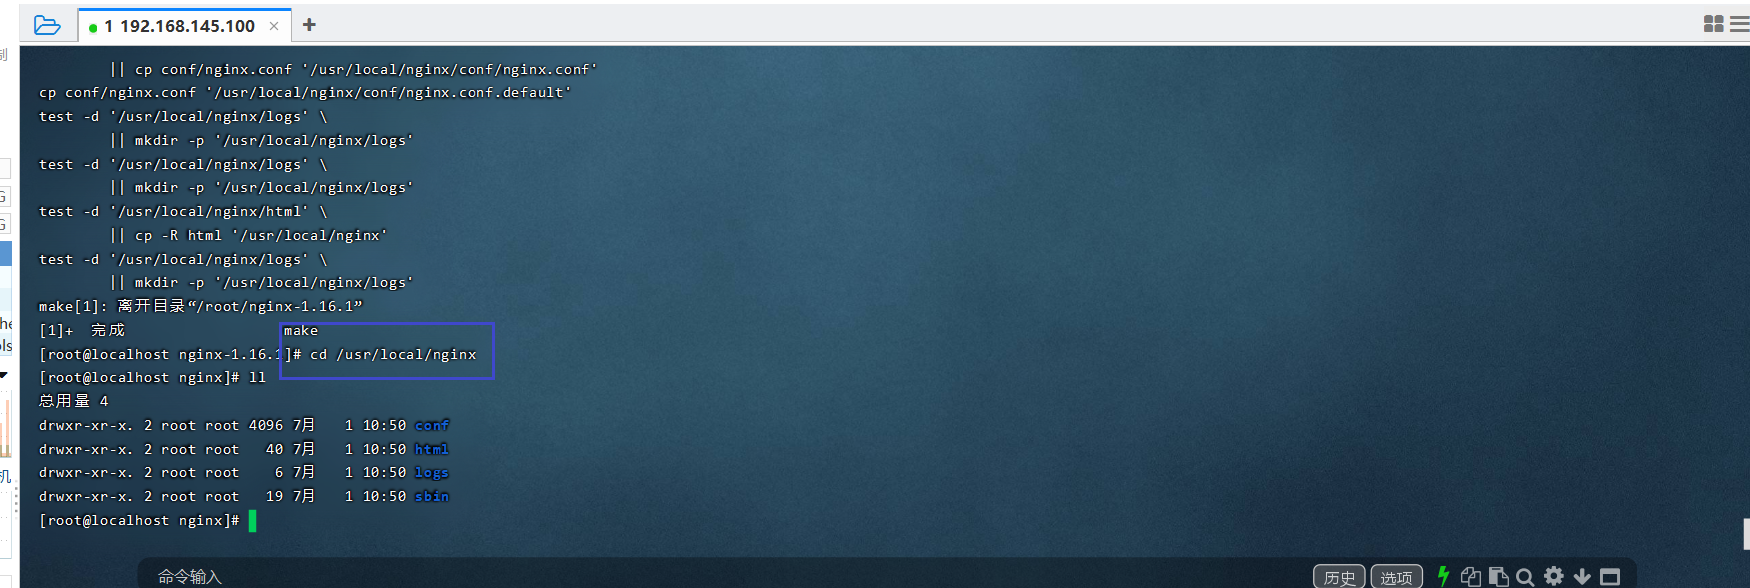 1 192.168.145.100 × +
制
|| cp conf/nginx.conf '/usr/local/nginx/conf/nginx.conf'
cp conf/nginx.conf '/usr/local/nginx/conf/nginx.conf.default'
test -d '/usr/local/nginx/logs' \
|| mkdir -p '/usr/local/nginx/logs'
test -d '/usr/local/nginx/logs' \
|| mkdir -p '/usr/local/nginx/logs'
test -d '/usr/local/nginx/html' \
|| cp -R html '/usr/local/nginx'
test -d '/usr/local/nginx/logs' \
|| mkdir -p '/usr/local/nginx/logs'
make[1]: 离开目录“/root/nginx-1.16.1”
[1]+ 完成 make
[root@localhost nginx-1.16.1]# cd /usr/local/nginx
[root@localhost nginx]# ll
总用量 4
drwxr-xr-x. 2 root root 4096 7月 1 10:50 conf
drwxr-xr-x. 2 root root 40 7月 1 10:50 html
drwxr-xr-x. 2 root root 6 7月 1 10:50 logs
drwxr-xr-x. 2 root root 19 7月 1 10:50 sbin
[root@localhost nginx]#
命令输入 历史 选项